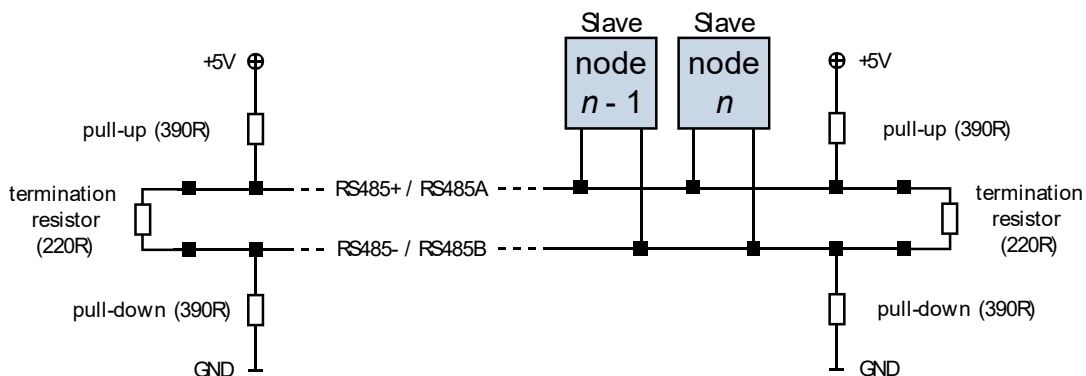 Slave
Slave
node
n - 1
node
n
+5V
+5V
pull-up (390R)
pull-up (390R)
termination
resistor
(220R)
RS485+ / RS485A
RS485- / RS485B
termination
resistor
(220R)
pull-down (390R)
pull-down (390R)
GND
GND